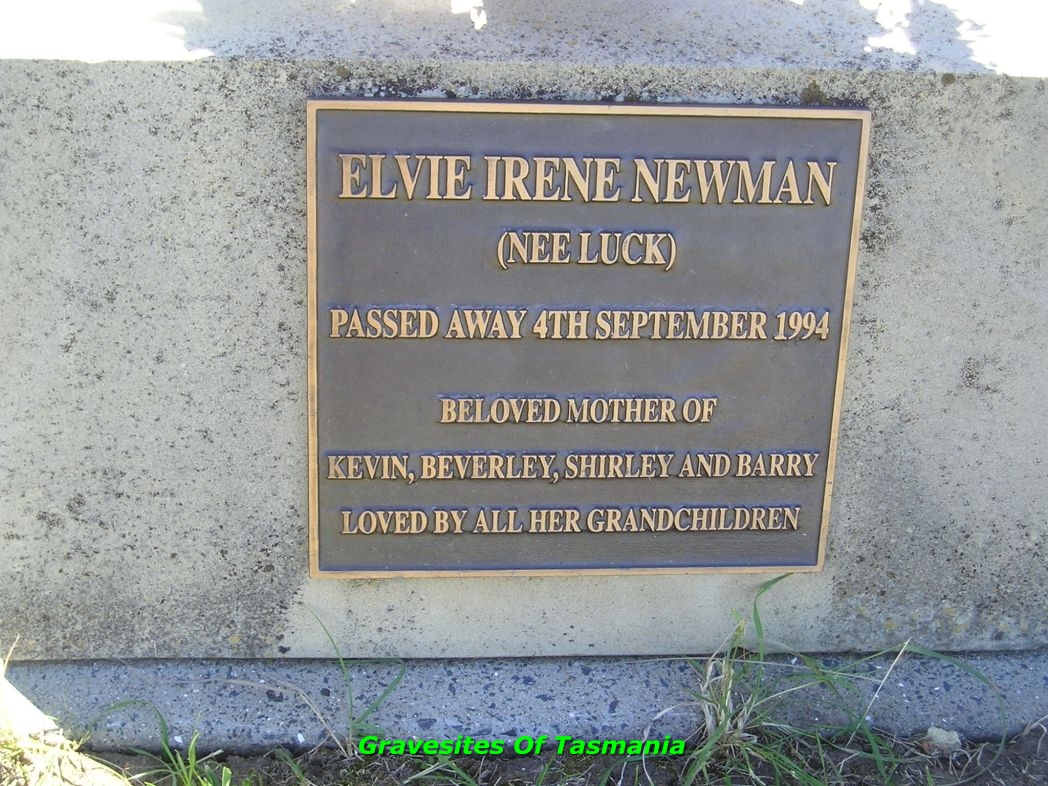 ELVIE IRENE NEWMAN
(NEE LUCK)
PASSED AWAY 4TH SEPTEMBER 1994
BELOVED MOTHER OF
KEVIN, BEVERLEY, SHIRLEY AND BARRY
LOVED BY ALL HER GRANDCHILDREN
Gravesites Of Tasmania